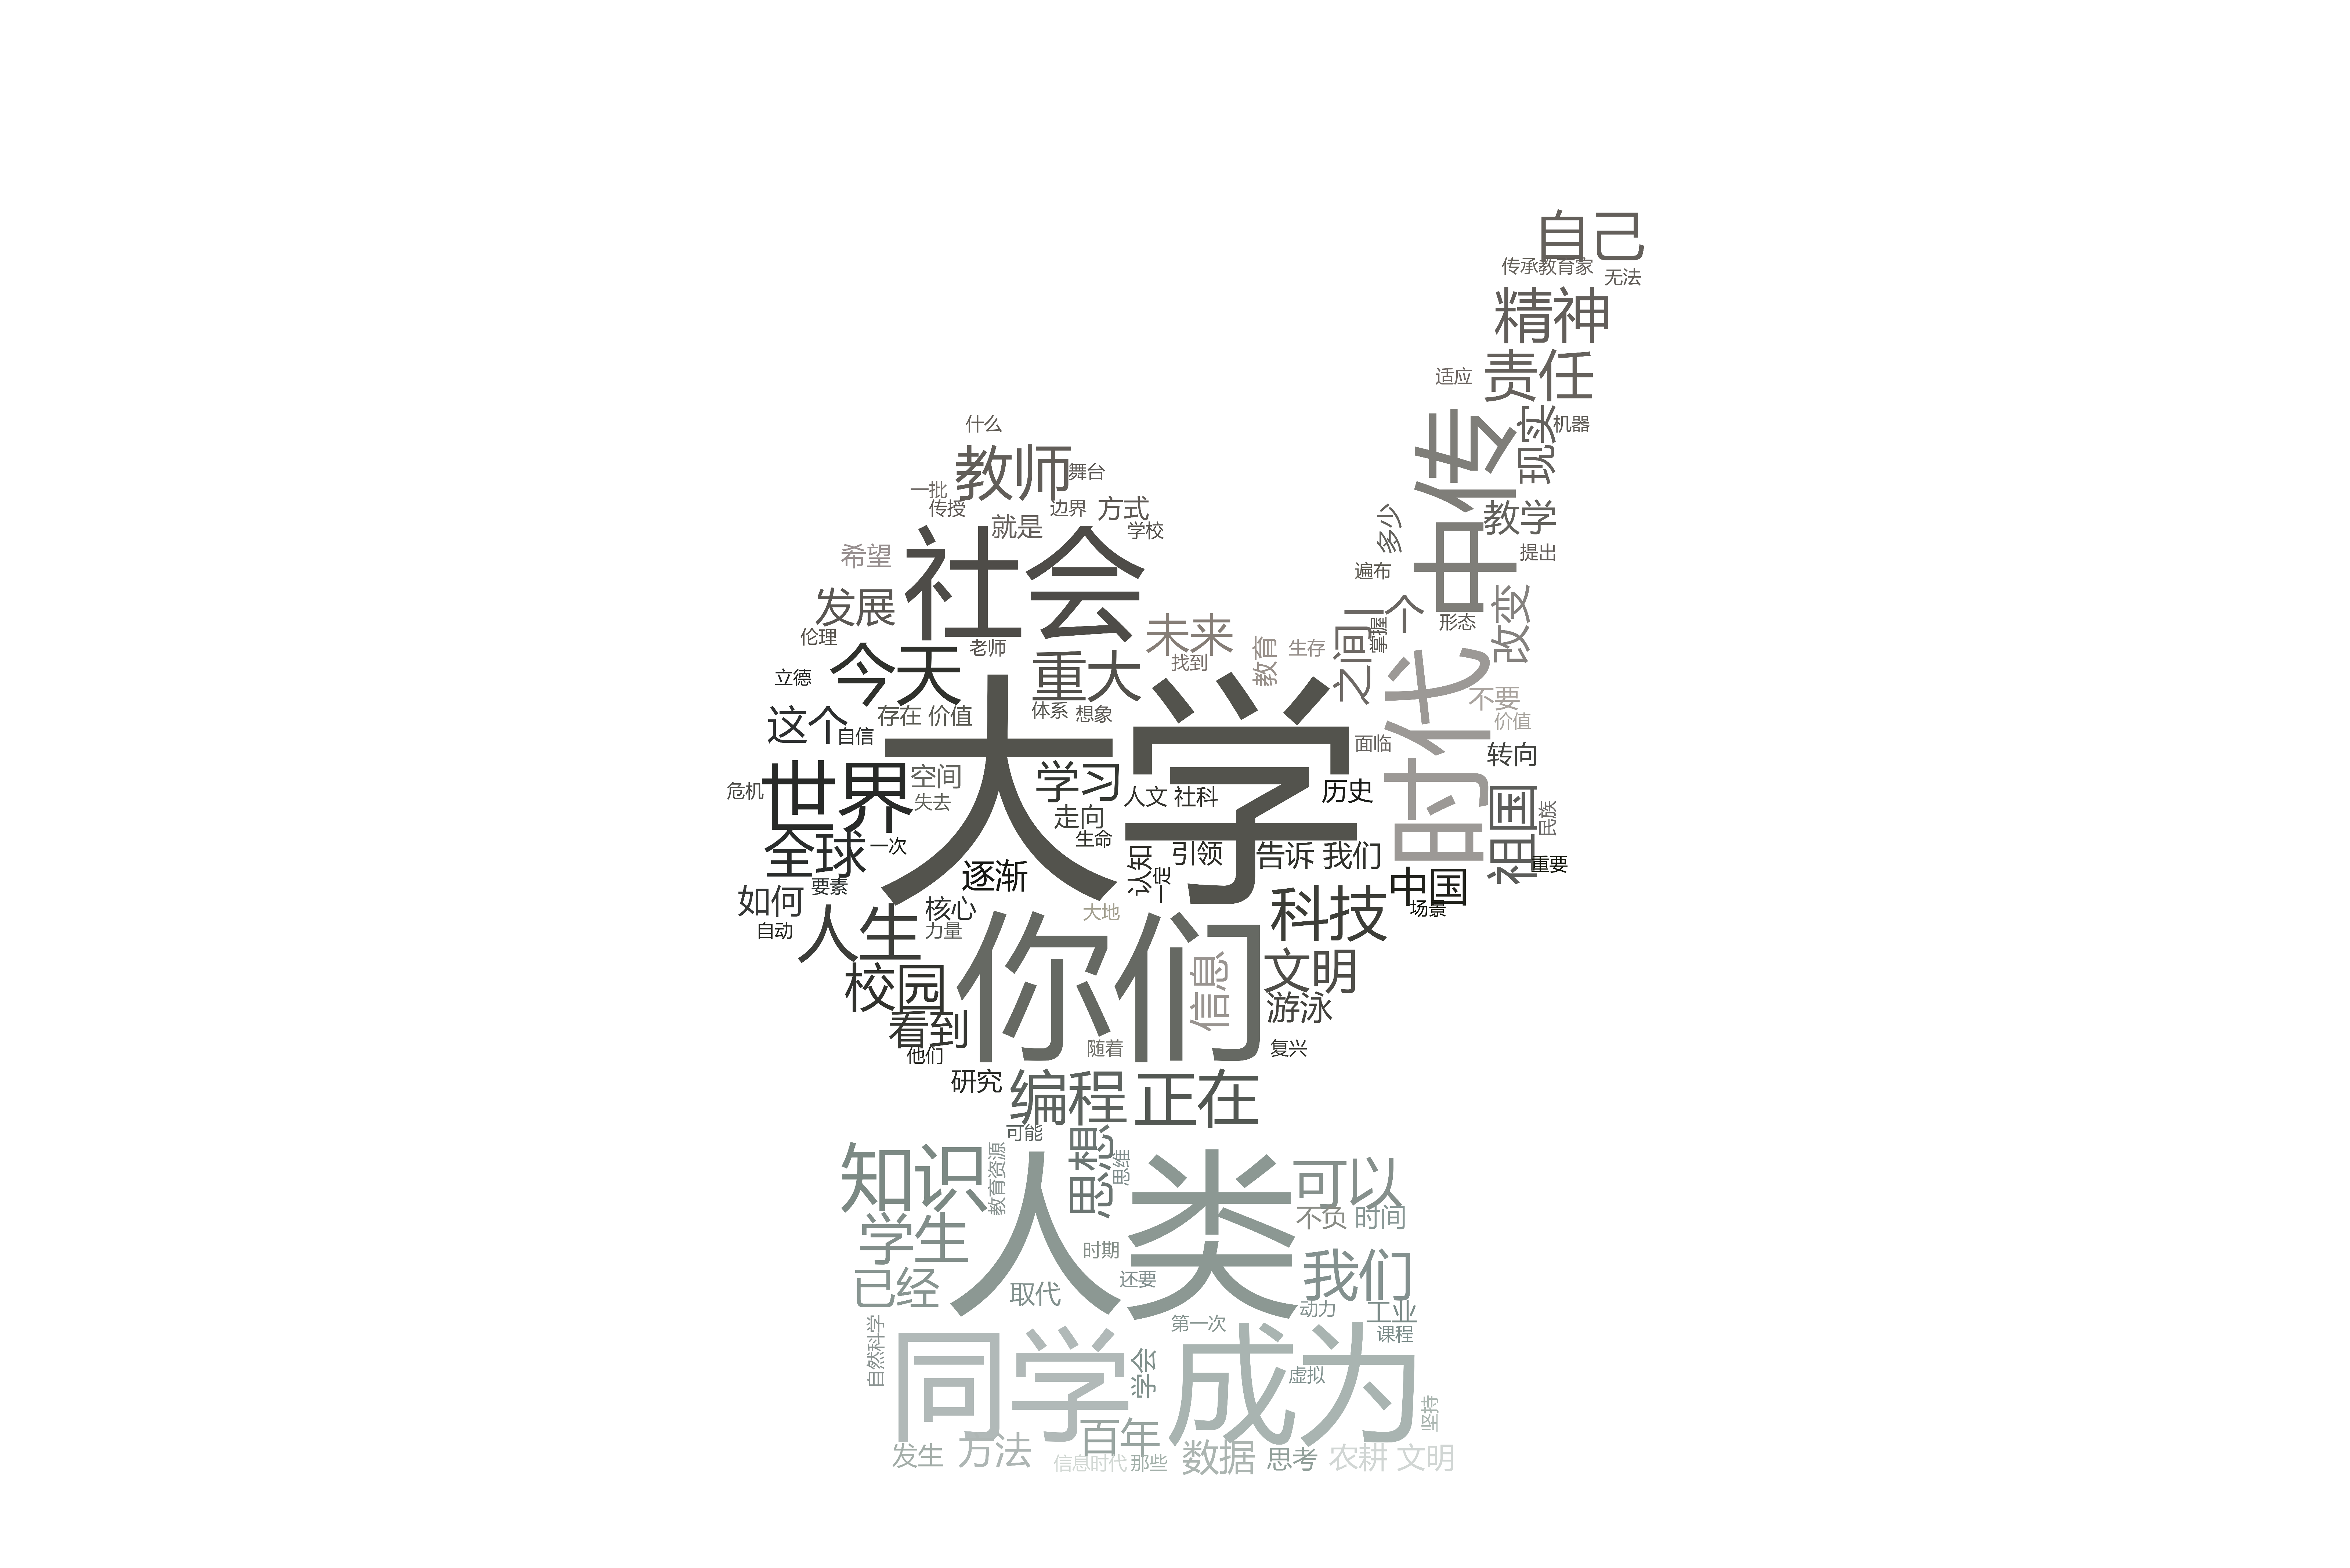 自己
传承教育家
无法
精神
责任
适应
现实
机器
什么
教师
舞台
中传
一批
传授
边界
方式
教学
就是
学校
多少
社会
希望
提出
遍布
发展
一个
形态
改变
伦理
未来
掌握
老师
找到
教育
生存
之间
今天
重大
立德
时代
不要
存在 价值
体系
想象
价值
这个
自信
大学
面临
转向
世界
空间
学习
历史
危机
失去
人文 社科
祖国
民族
走向
生命
全球
一次
认知
引领
告诉 我们
重要
逐渐
一定
如何
要素
中国
核心
大地
科技
场景
自动
人生
力量
校园
你们
信息
文明
游泳
看到
他们
随着
复兴
研究
编程
正在
可能
思想
知识
教育资源
人类
思维
可以
不负 时间
学生
时期
已经
取代
还要
我们
动力
工业
自然科学
第一次
课程
同学
学会
成为
虚拟
坚持
百年
发生
方法
信息时代
那些
数据
思考
农耕 文明